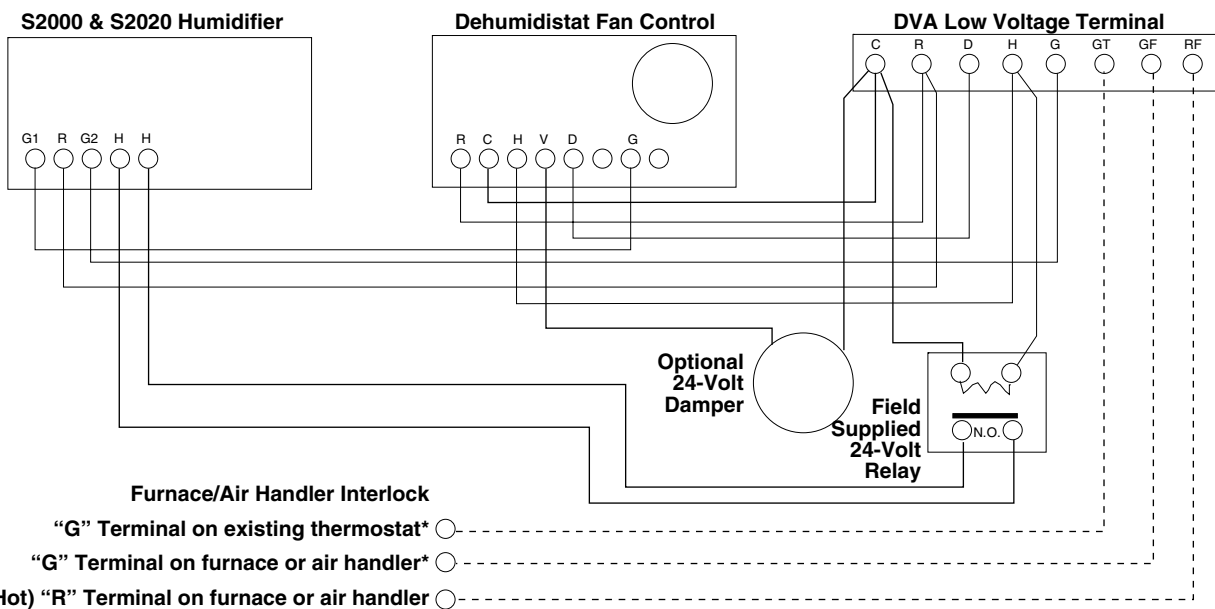 S2000 & S2020 Humidifier
Dehumidistat Fan Control
DVA Low Voltage Terminal
C R D H G GT GF RF
G1 R G2 H H
R C H V D G
Optional
24-Volt
Damper
Field
Supplied
24-Volt
Relay
N.O.
Furnace/Air Handler Interlock
“G” Terminal on existing thermostat*
“G” Terminal on furnace or air handler*
Hot) “R” Terminal on furnace or air handler